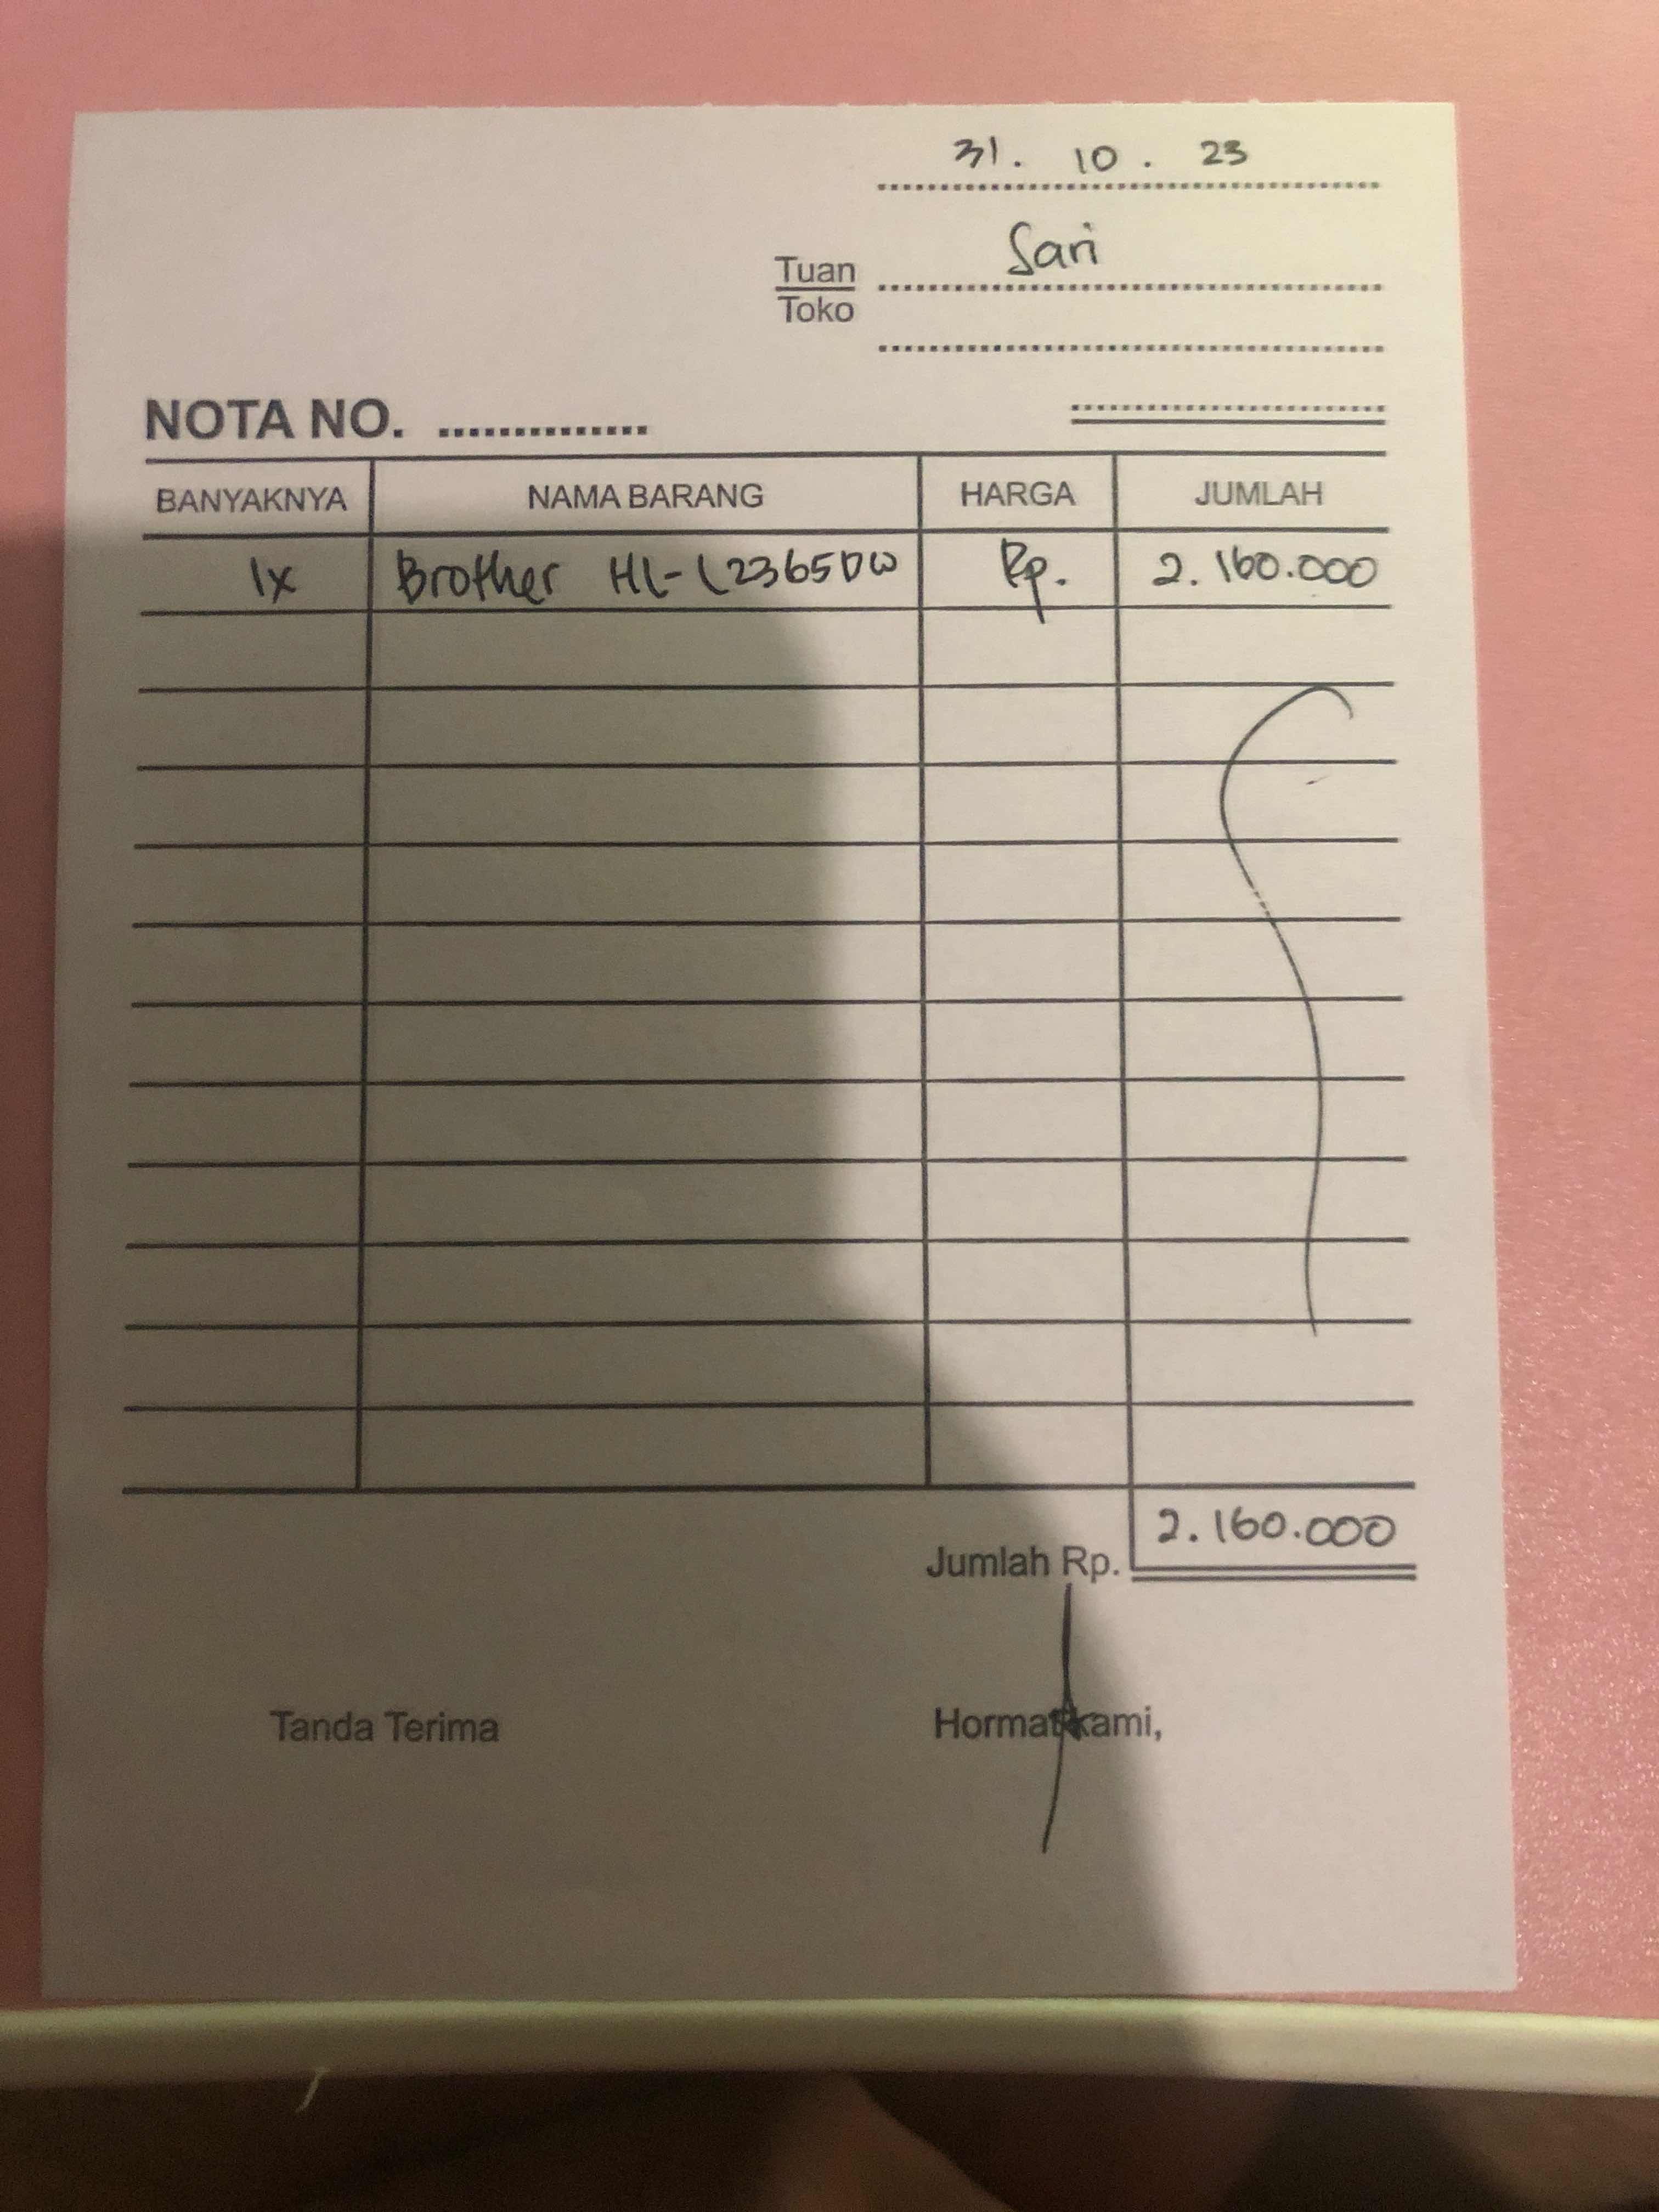 31. 10. 23
Tuan Sari
Toko
NOTA NO. ..............
BANYAKNYA NAMA BARANG HARGA JUMLAH
1x Brother HL-L2365DW Rp. 2.160.000
Jumlah Rp. 2.160.000
Tanda Terima Hormat kami,